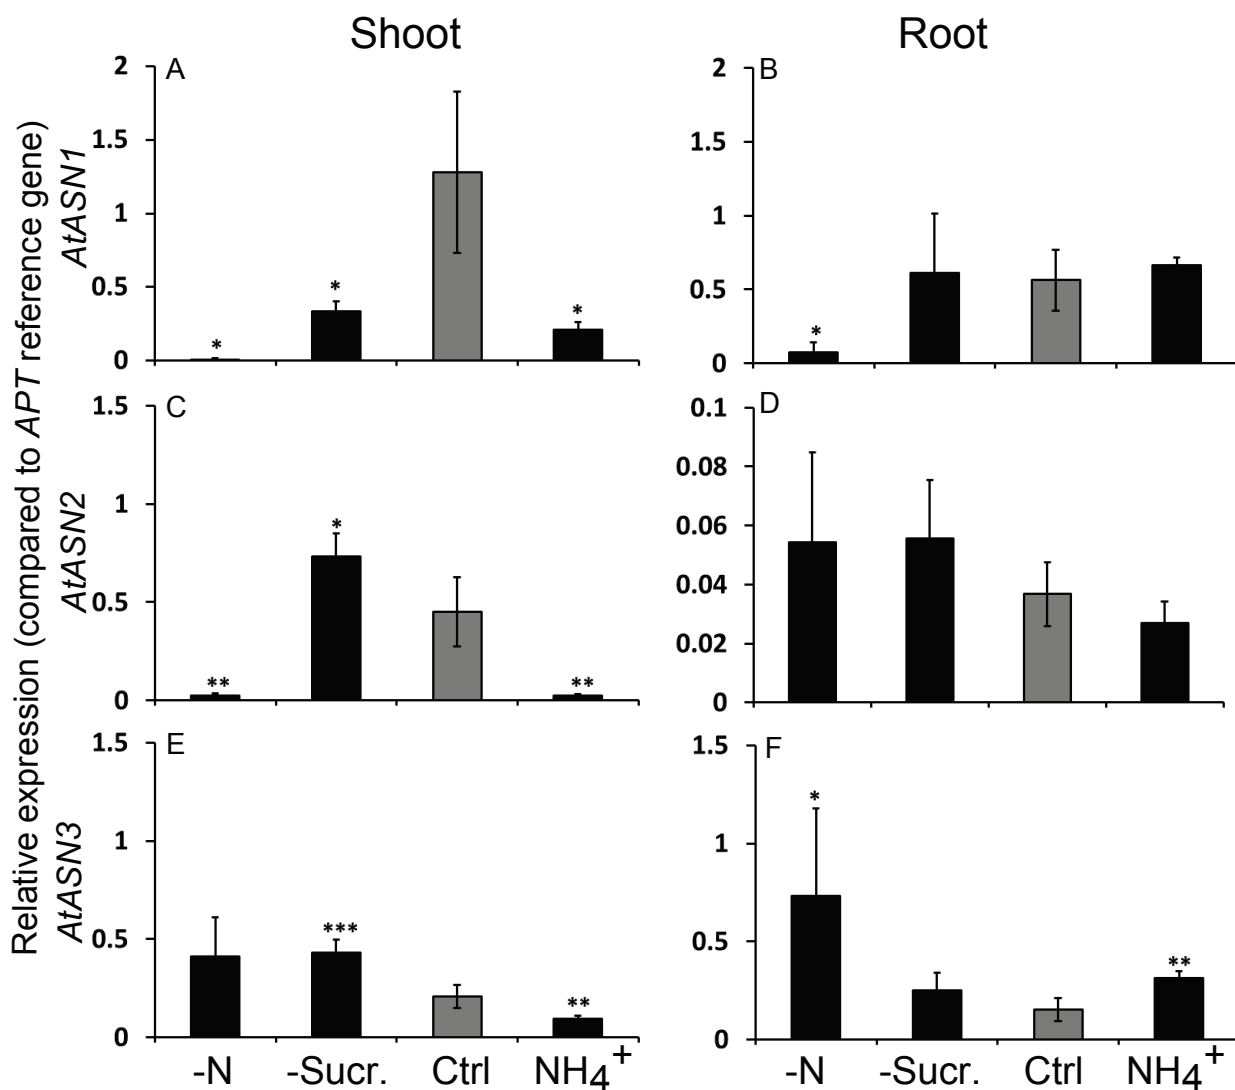 Shoot
Root
Relative expression (compared to APT reference gene)
AtASN1
AtASN2
AtASN3
A
2
1.5
1
0.5
0
*
*
*
B
2
1.5
1
0.5
0
*
C
1.5
1
0.5
0
**
*
**
D
0.1
0.08
0.06
0.04
0.02
0
E
1.5
1
0.5
0
***
**
F
1.5
1
0.5
0
*
**
-N -Sucr. Ctrl NH4+
-N -Sucr. Ctrl NH4+